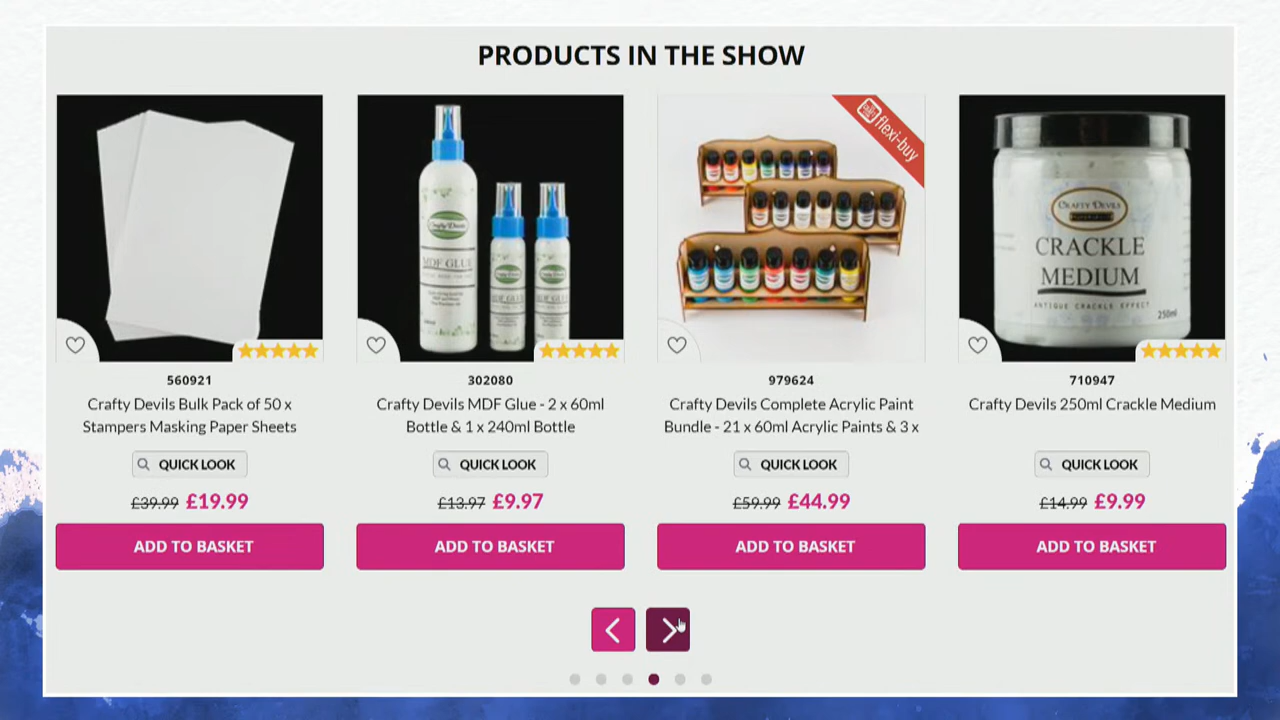 PRODUCTS IN THE SHOW
flexi-buy
Crafty Devils
MDF GLUE
CRAFTY DEVILS
CRACKLE
MEDIUM
ANTIQUE CRACKLE EFFECT
250ml
560921
Crafty Devils Bulk Pack of 50 x
Stampers Masking Paper Sheets
QUICK LOOK
£39.99 £19.99
ADD TO BASKET
302080
Crafty Devils MDF Glue - 2 x 60ml
Bottle & 1 x 240ml Bottle
QUICK LOOK
£13.97 £9.97
ADD TO BASKET
979624
Crafty Devils Complete Acrylic Paint
Bundle - 21 x 60ml Acrylic Paints & 3 x
QUICK LOOK
£59.99 £44.99
ADD TO BASKET
710947
Crafty Devils 250ml Crackle Medium
QUICK LOOK
£14.99 £9.99
ADD TO BASKET